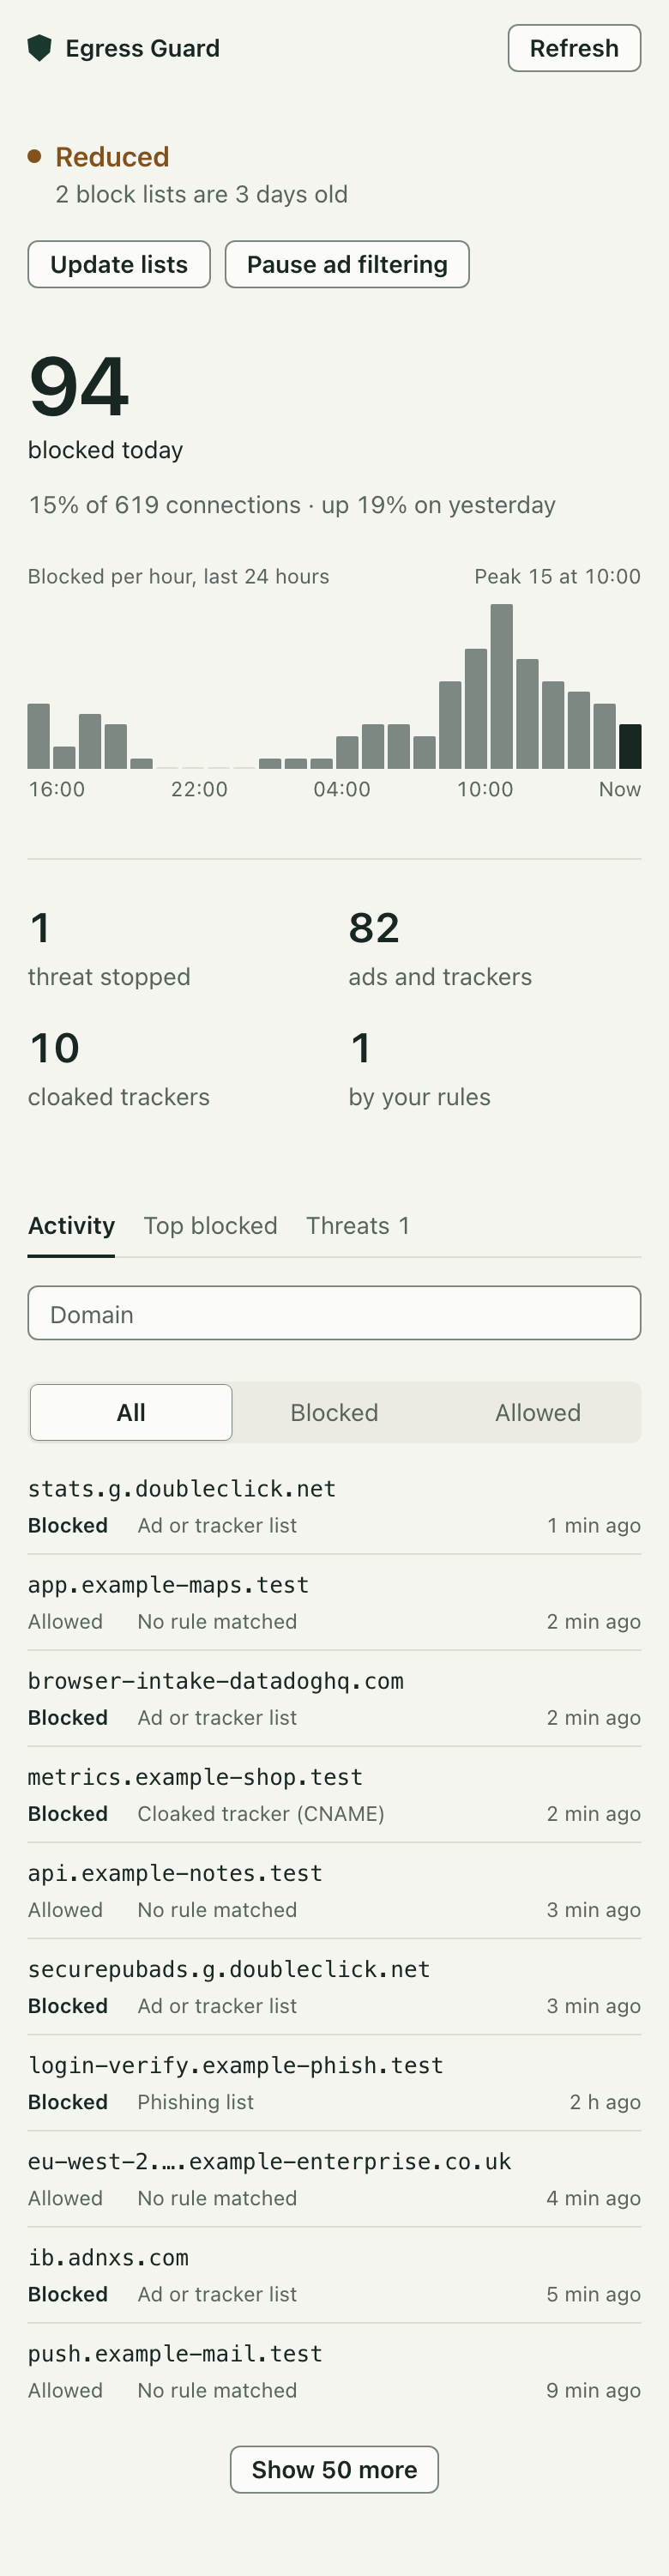 Egress Guard
Refresh
Reduced
2 block lists are 3 days old
Update lists
Pause ad filtering
94
blocked today
15% of 619 connections · up 19% on yesterday
Blocked per hour, last 24 hours
Peak 15 at 10:00
16:00
22:00
04:00
10:00
Now
1
threat stopped
82
ads and trackers
10
cloaked trackers
1
by your rules
Activity
Top blocked
Threats 1
Domain
All
Blocked
Allowed
stats.g.doubleclick.net
Blocked Ad or tracker list 1 min ago
app.example-maps.test
Allowed No rule matched 2 min ago
browser-intake-datadoghq.com
Blocked Ad or tracker list 2 min ago
metrics.example-shop.test
Blocked Cloaked tracker (CNAME) 2 min ago
api.example-notes.test
Allowed No rule matched 3 min ago
securepubads.g.doubleclick.net
Blocked Ad or tracker list 3 min ago
login-verify.example-phish.test
Blocked Phishing list 2 h ago
eu-west-2.….example-enterprise.co.uk
Allowed No rule matched 4 min ago
ib.adnxs.com
Blocked Ad or tracker list 5 min ago
push.example-mail.test
Allowed No rule matched 9 min ago
Show 50 more